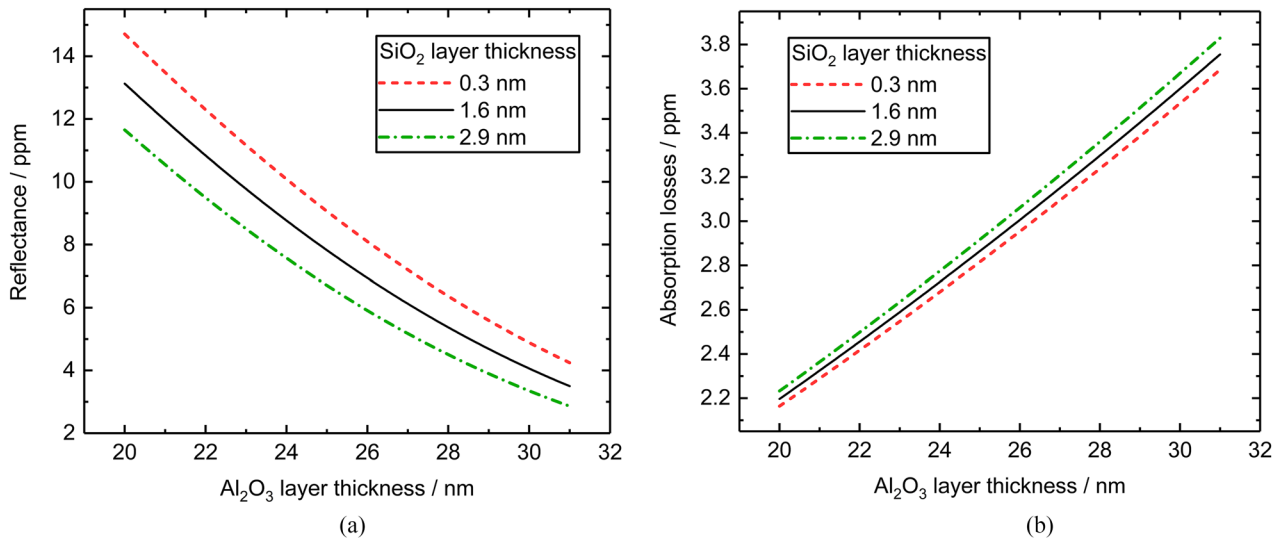 14
12
10
8
6
4
2
Reflectance / ppm
20 22 24 26 28 30 32
Al₂O₃ layer thickness / nm
SiO₂ layer thickness
0.3 nm
1.6 nm
2.9 nm
(a)
3.8
3.6
3.4
3.2
3.0
2.8
2.6
2.4
2.2
Absorption losses / ppm
20 22 24 26 28 30 32
Al₂O₃ layer thickness / nm
SiO₂ layer thickness
0.3 nm
1.6 nm
2.9 nm
(b)